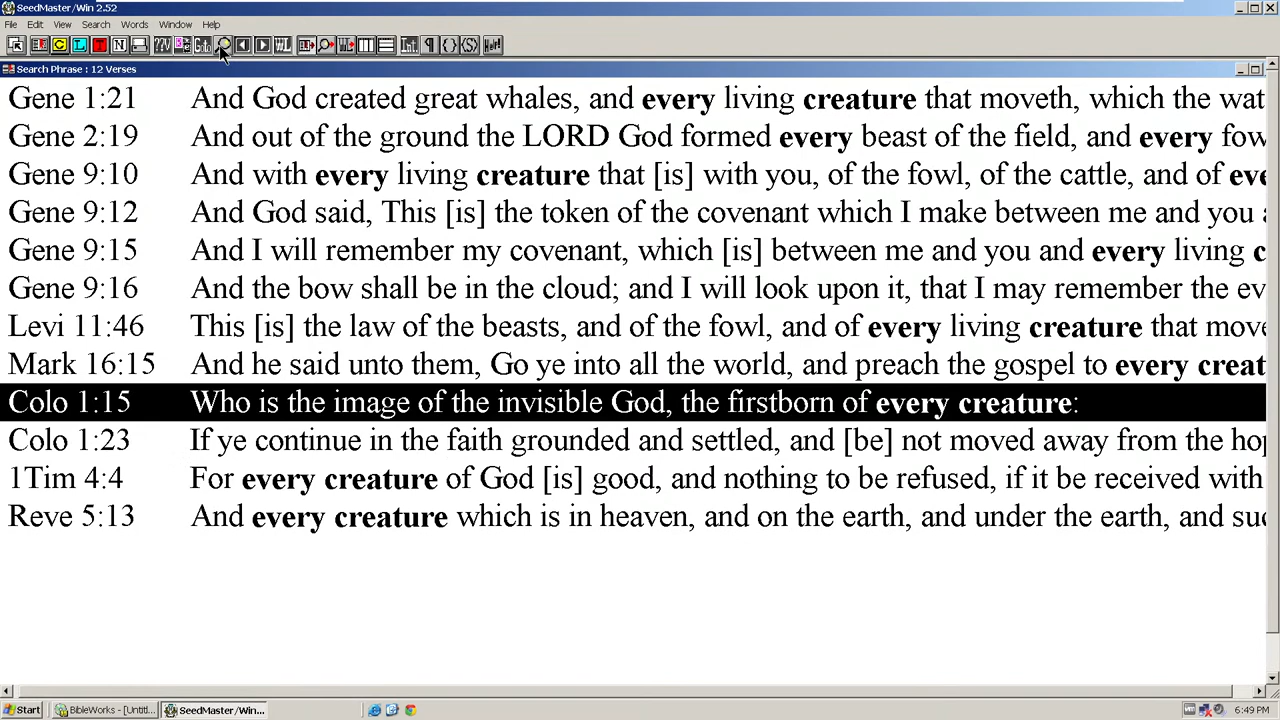 SeedMaster/Win 2.52
File Edit View Search Words Window Help
??V Goto WL Int. ¶ {} (S)
Search Phrase : 12 Verses
Gene 1:21 And God created great whales, and every living creature that moveth, which the wat
Gene 2:19 And out of the ground the LORD God formed every beast of the field, and every fow
Gene 9:10 And with every living creature that [is] with you, of the fowl, of the cattle, and of eve
Gene 9:12 And God said, This [is] the token of the covenant which I make between me and you a
Gene 9:15 And I will remember my covenant, which [is] between me and you and every living c
Gene 9:16 And the bow shall be in the cloud; and I will look upon it, that I may remember the ev
Levi 11:46 This [is] the law of the beasts, and of the fowl, and of every living creature that move
Mark 16:15 And he said unto them, Go ye into all the world, and preach the gospel to every creat
Colo 1:15 Who is the image of the invisible God, the firstborn of every creature:
Colo 1:23 If ye continue in the faith grounded and settled, and [be] not moved away from the hop
1Tim 4:4 For every creature of God [is] good, and nothing to be refused, if it be received with
Reve 5:13 And every creature which is in heaven, and on the earth, and under the earth, and suc
Start BibleWorks - [Untitl... SeedMaster/Win... 6:49 PM